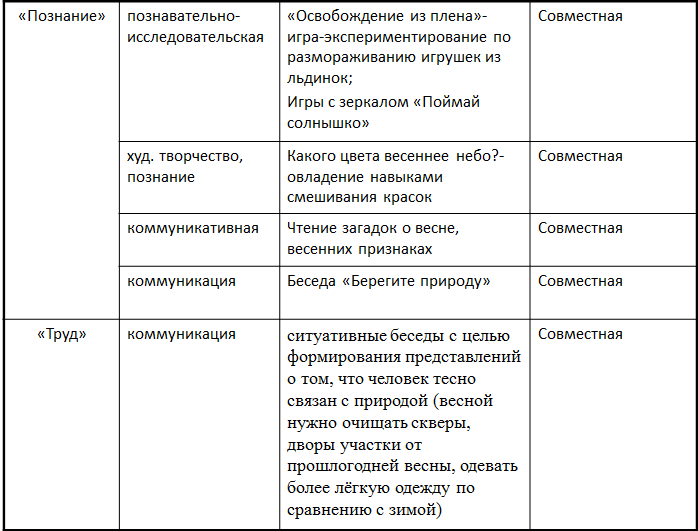 «Познание»
познавательно-
исследовательская
«Освобождение из плена»-
игра-экспериментирование по
размораживанию игрушек из
льдинок;
Игры с зеркалом «Поймай
солнышко»
Совместная
худ. творчество,
познание
Какого цвета весеннее небо?-
овладение навыками
смешивания красок
Совместная
коммуникативная
Чтение загадок о весне,
весенних признаках
Совместная
коммуникация
Беседа «Берегите природу»
Совместная
«Труд»
коммуникация
ситуативные беседы с целью
формирования представлений
о том, что человек тесно
связан с природой (весной
нужно очищать скверы,
дворы участки от
прошлогодней весны, одевать
более лёгкую одежду по
сравнению с зимой)
Совместная